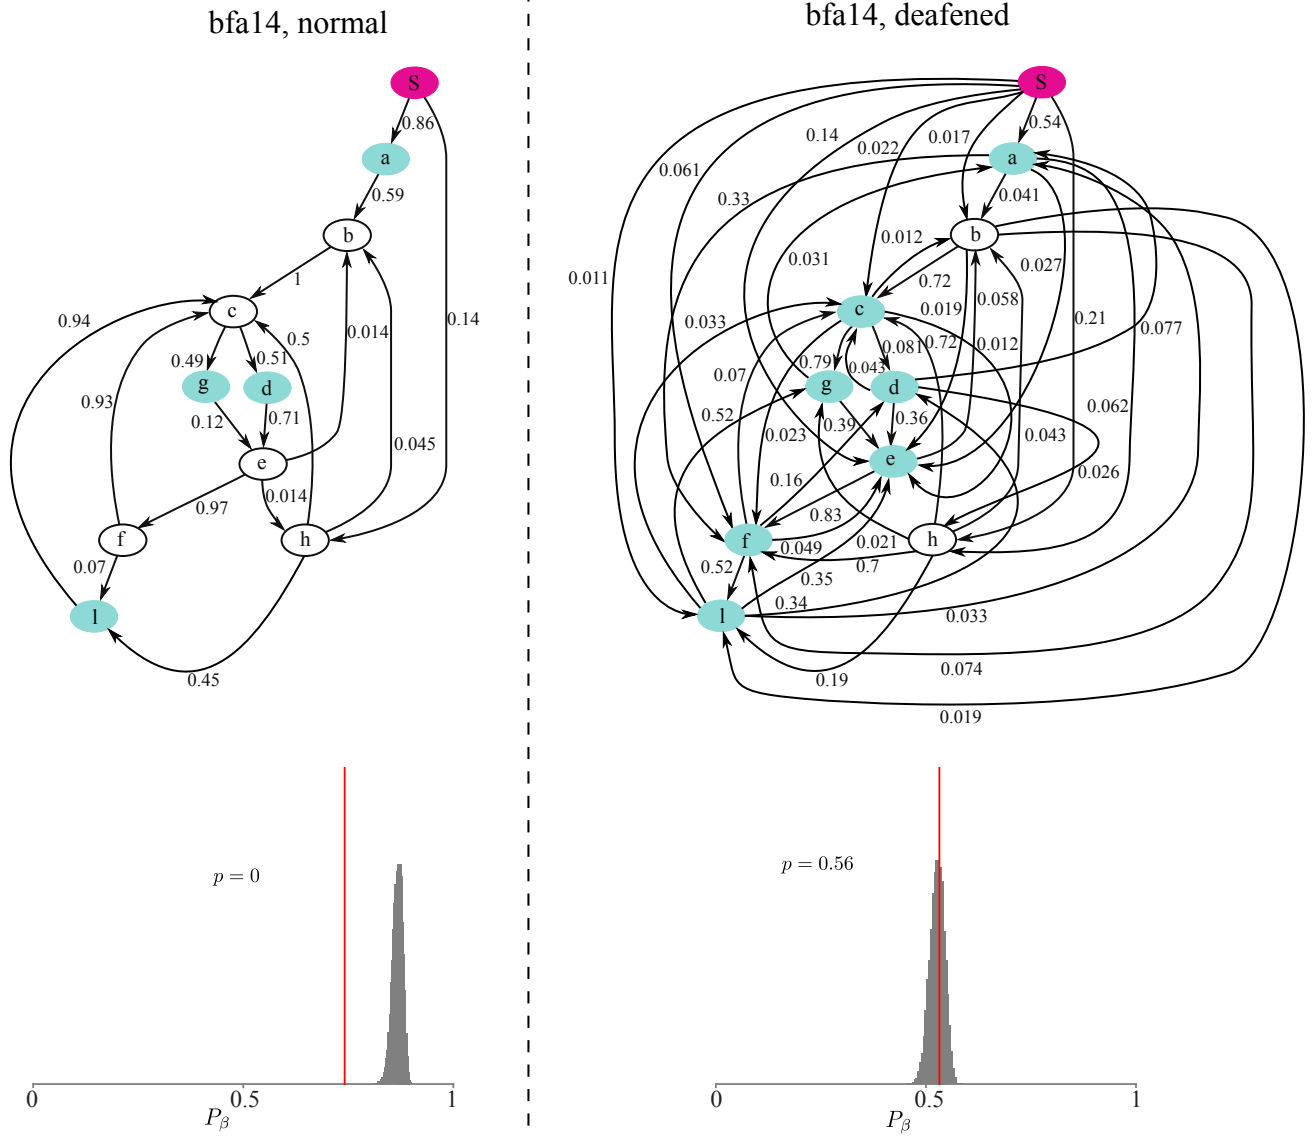 bfa14, normal
S
0.86
a
0.59
b
1
c
0.94
0.014
0.14
0.5
0.49
0.51
g
d
0.93
0.12
0.71
0.045
e
0.014
0.97
f
h
0.07
l
0.45
p = 0
0
0.5
1
Pβ
bfa14, deafened
S
0.54
0.14
0.017
0.022
a
0.061
0.33
0.041
b
0.012
0.031
0.027
0.011
0.72
0.058
c
0.019
0.033
0.21
0.077
0.081
0.72
0.012
0.79
0.043
0.07
g
d
0.062
0.52
0.39
0.36
0.023
0.043
e
0.026
0.16
0.83
f
0.049
0.021
h
0.52
0.7
0.35
0.34
l
0.033
0.074
0.19
0.019
p = 0.56
0
0.5
1
Pβ